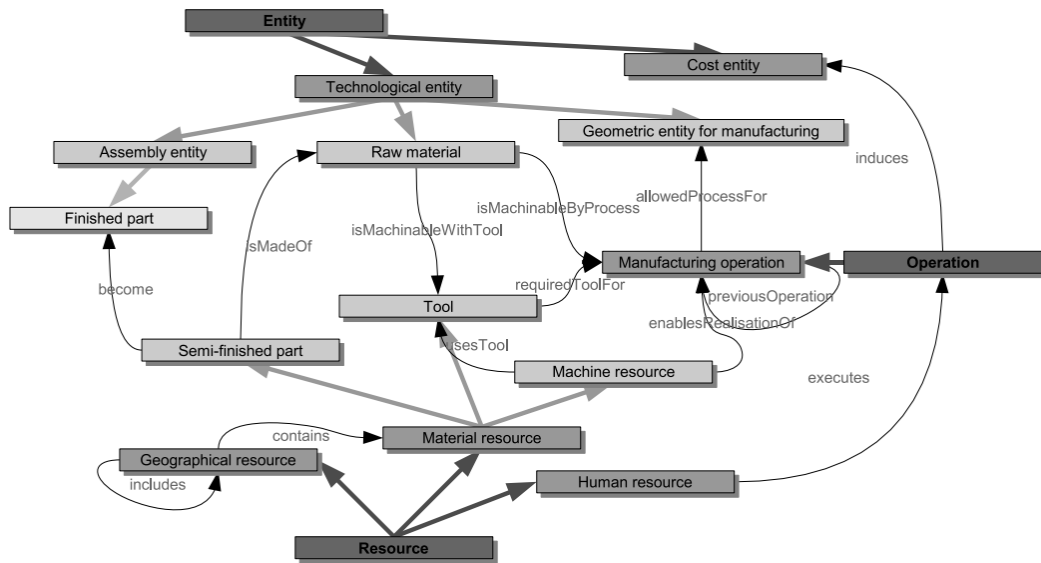 Entity
Cost entity
Technological entity
Geometric entity for manufacturing
Assembly entity
Raw material
induces
allowedProcessFor
isMachinableByProcess
Finished part
isMachinableWithTool
isMadeOf
Manufacturing operation
Operation
requiredToolFor
become
previousOperation
Tool
enablesRealisationOf
usesTool
Semi-finished part
Machine resource
executes
contains
Material resource
Geographical resource
includes
Human resource
Resource